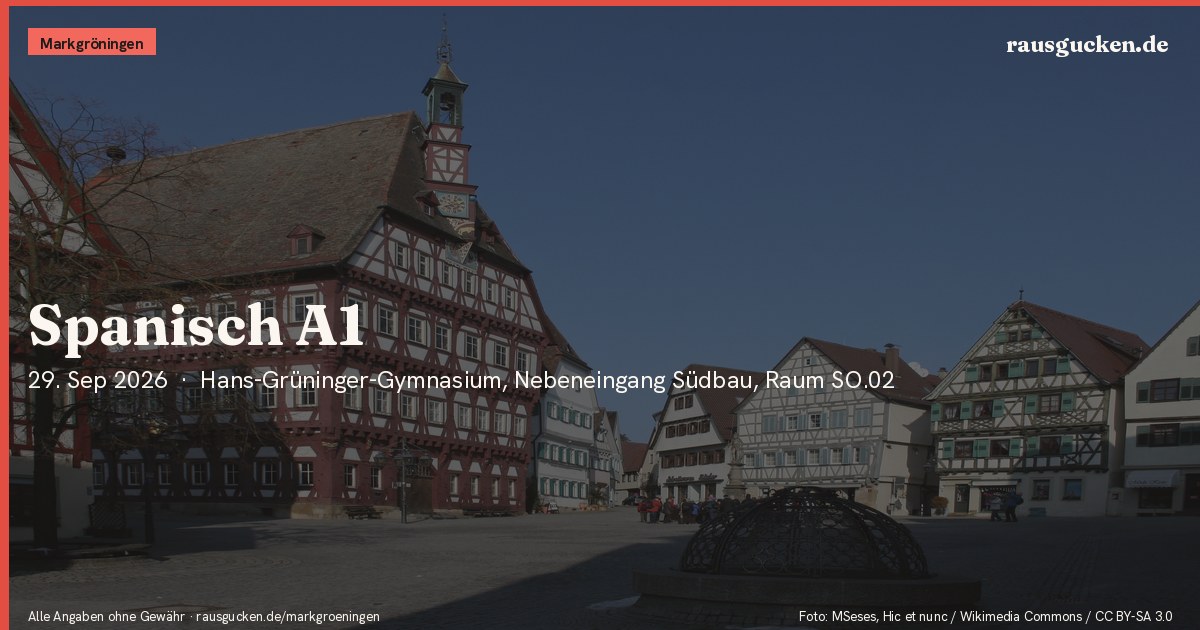 Markgröningen
rausgucken.de
Spanisch A1
29. Sep 2026 · Hans-Grüninger-Gymnasium, Nebeneingang Südbau, Raum SO.02
Alle Angaben ohne Gewähr · rausgucken.de/markgroeningen
Foto: MSeses, Hic et nunc / Wikimedia Commons / CC BY-SA 3.0